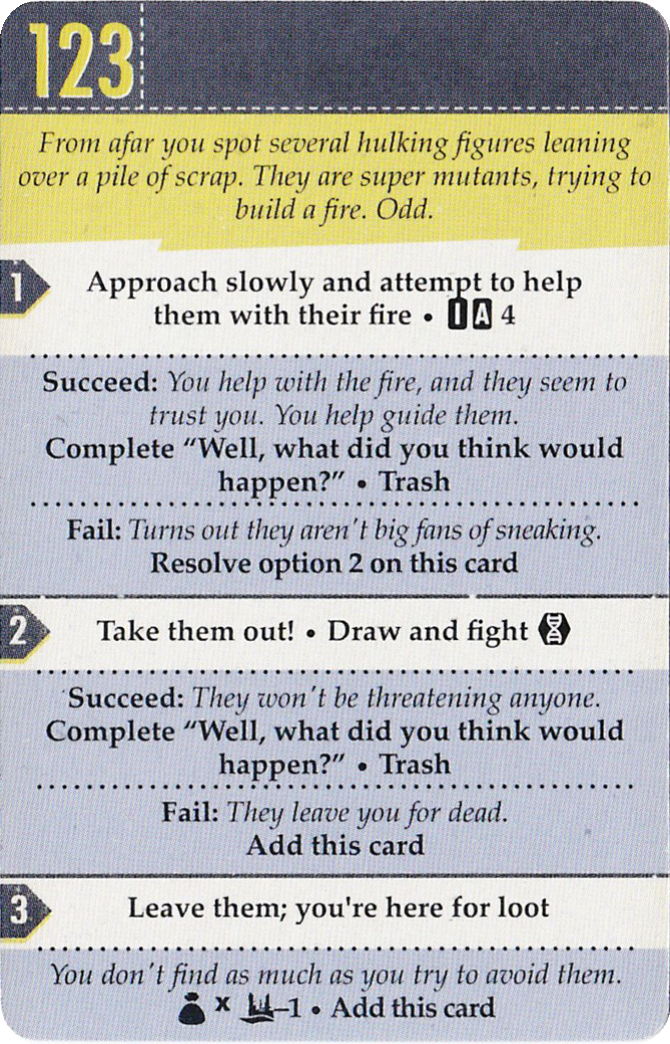 123
From afar you spot several hulking figures leaning
over a pile of scrap. They are super mutants, trying to
build a fire. Odd.
1
Approach slowly and attempt to help
them with their fire • I A 4
Succeed: You help with the fire, and they seem to
trust you. You help guide them.
Complete “Well, what did you think would
happen?” • Trash
Fail: Turns out they aren't big fans of sneaking.
Resolve option 2 on this card
2
Take them out! • Draw and fight
Succeed: They won't be threatening anyone.
Complete “Well, what did you think would
happen?” • Trash
Fail: They leave you for dead.
Add this card
3
Leave them; you're here for loot
You don't find as much as you try to avoid them.
x –1 • Add this card